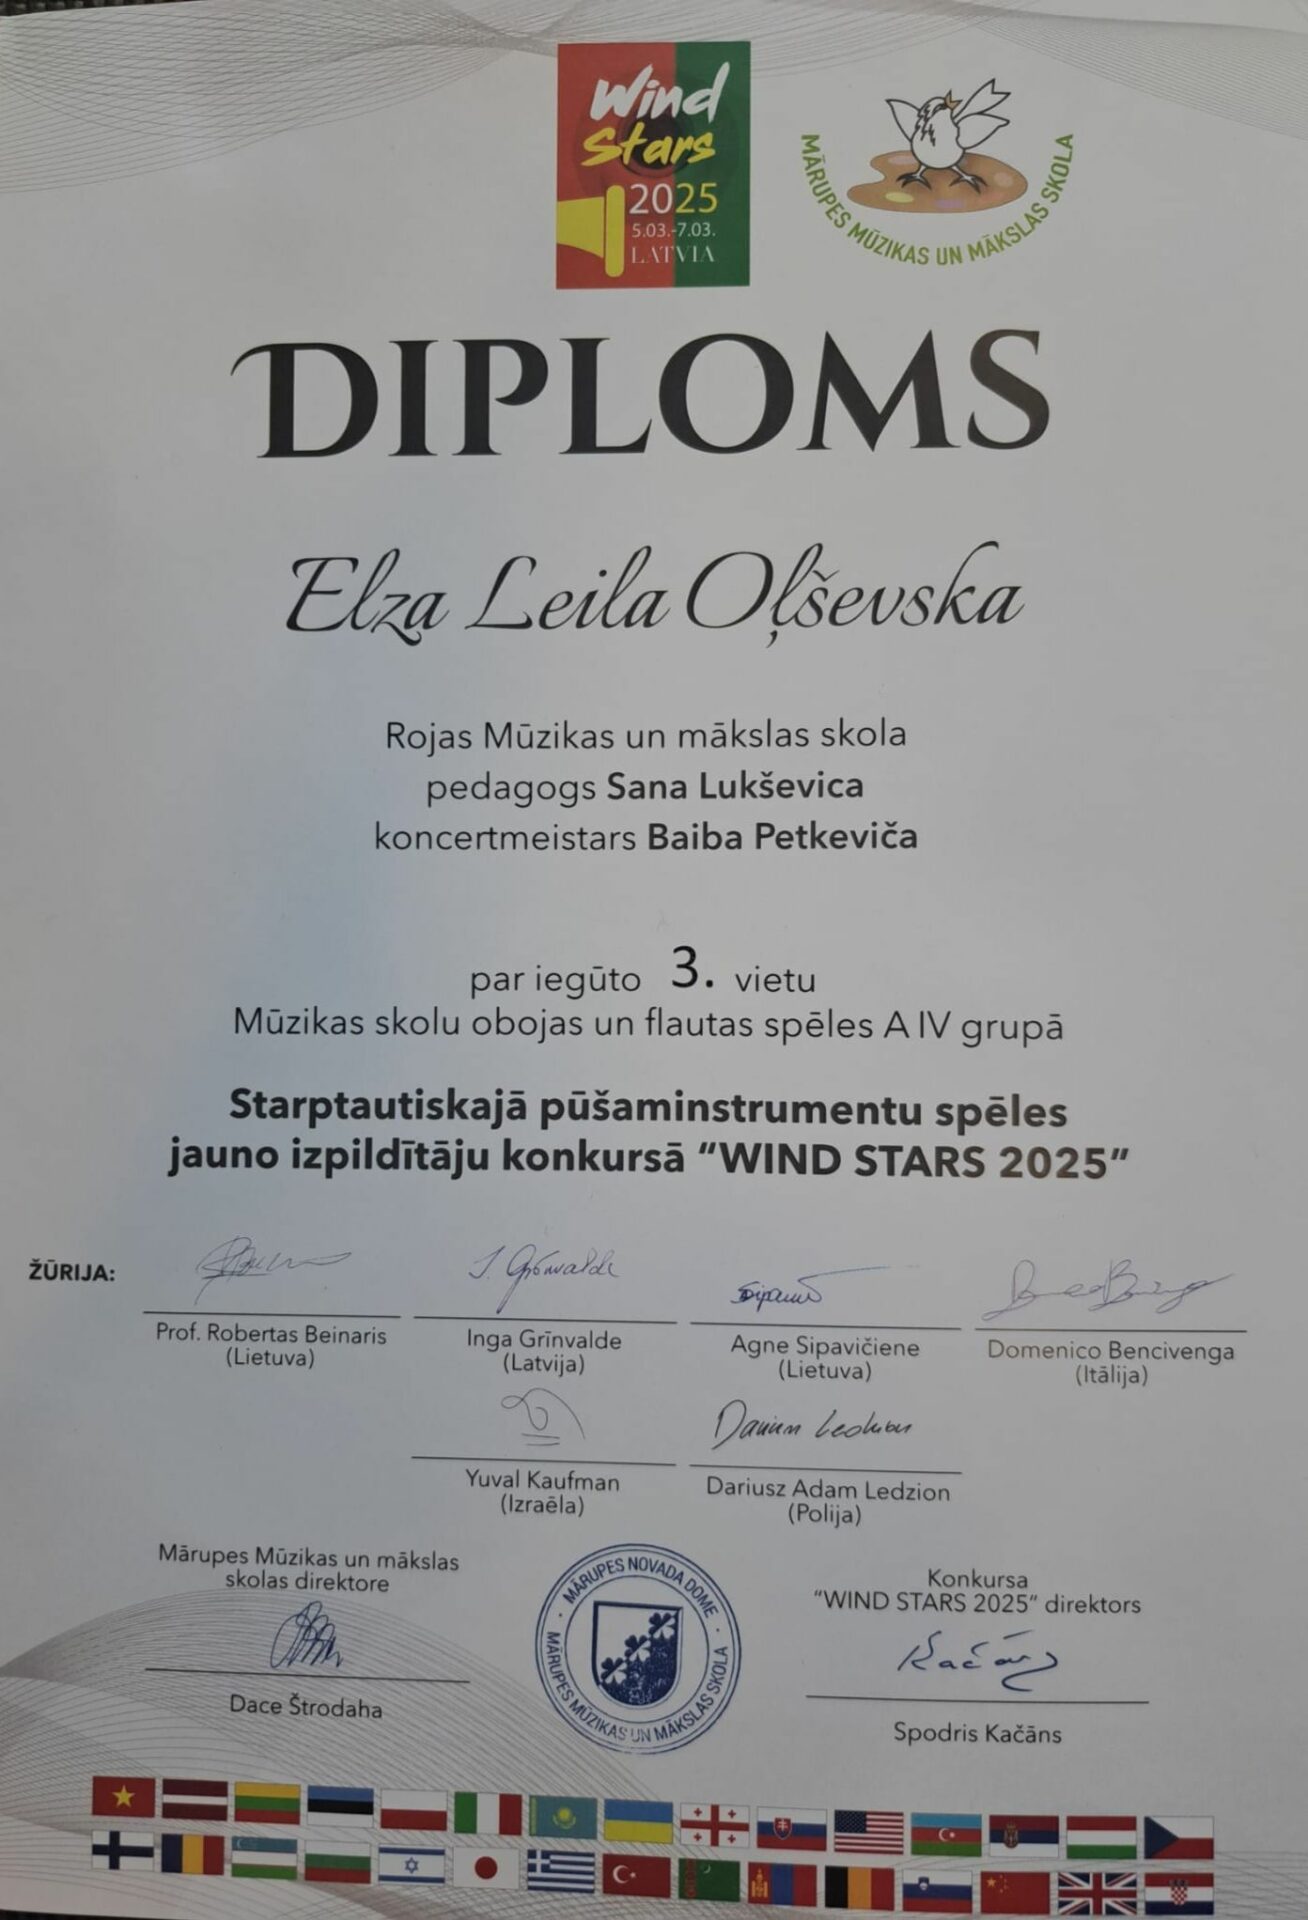 Wind
Stars
2025
5.03.-7.03.
LATVIA
MĀRUPES MŪZIKAS UN MĀKSLAS SKOLA
DIPLOMS
Elza Leila Oļševska
Rojas Mūzikas un mākslas skola
pedagogs Sana Lukševica
koncertmeistars Baiba Petkeviča
par iegūto 3. vietu
Mūzikas skolu obojas un flautas spēles A IV grupā
Starptautiskajā pūšaminstrumentu spēles
jauno izpildītāju konkursā “WIND STARS 2025”
ŽŪRIJA:
I. Grīnvalde
Prof. Robertas Beinaris
(Lietuva)
Inga Grīnvalde
(Latvija)
Agne Sipavičiene
(Lietuva)
Domenico Bencivenga
(Itālija)
Yuval Kaufman
(Izraēla)
Dariusz Adam Ledzion
(Polija)
Mārupes Mūzikas un mākslas
skolas direktore
Dace Štrodaha
MĀRUPES NOVADA DOME
MĀRUPES MŪZIKAS UN MĀKSLAS SKOLA
Konkursa
“WIND STARS 2025” direktors
Kačāns
Spodris Kačāns